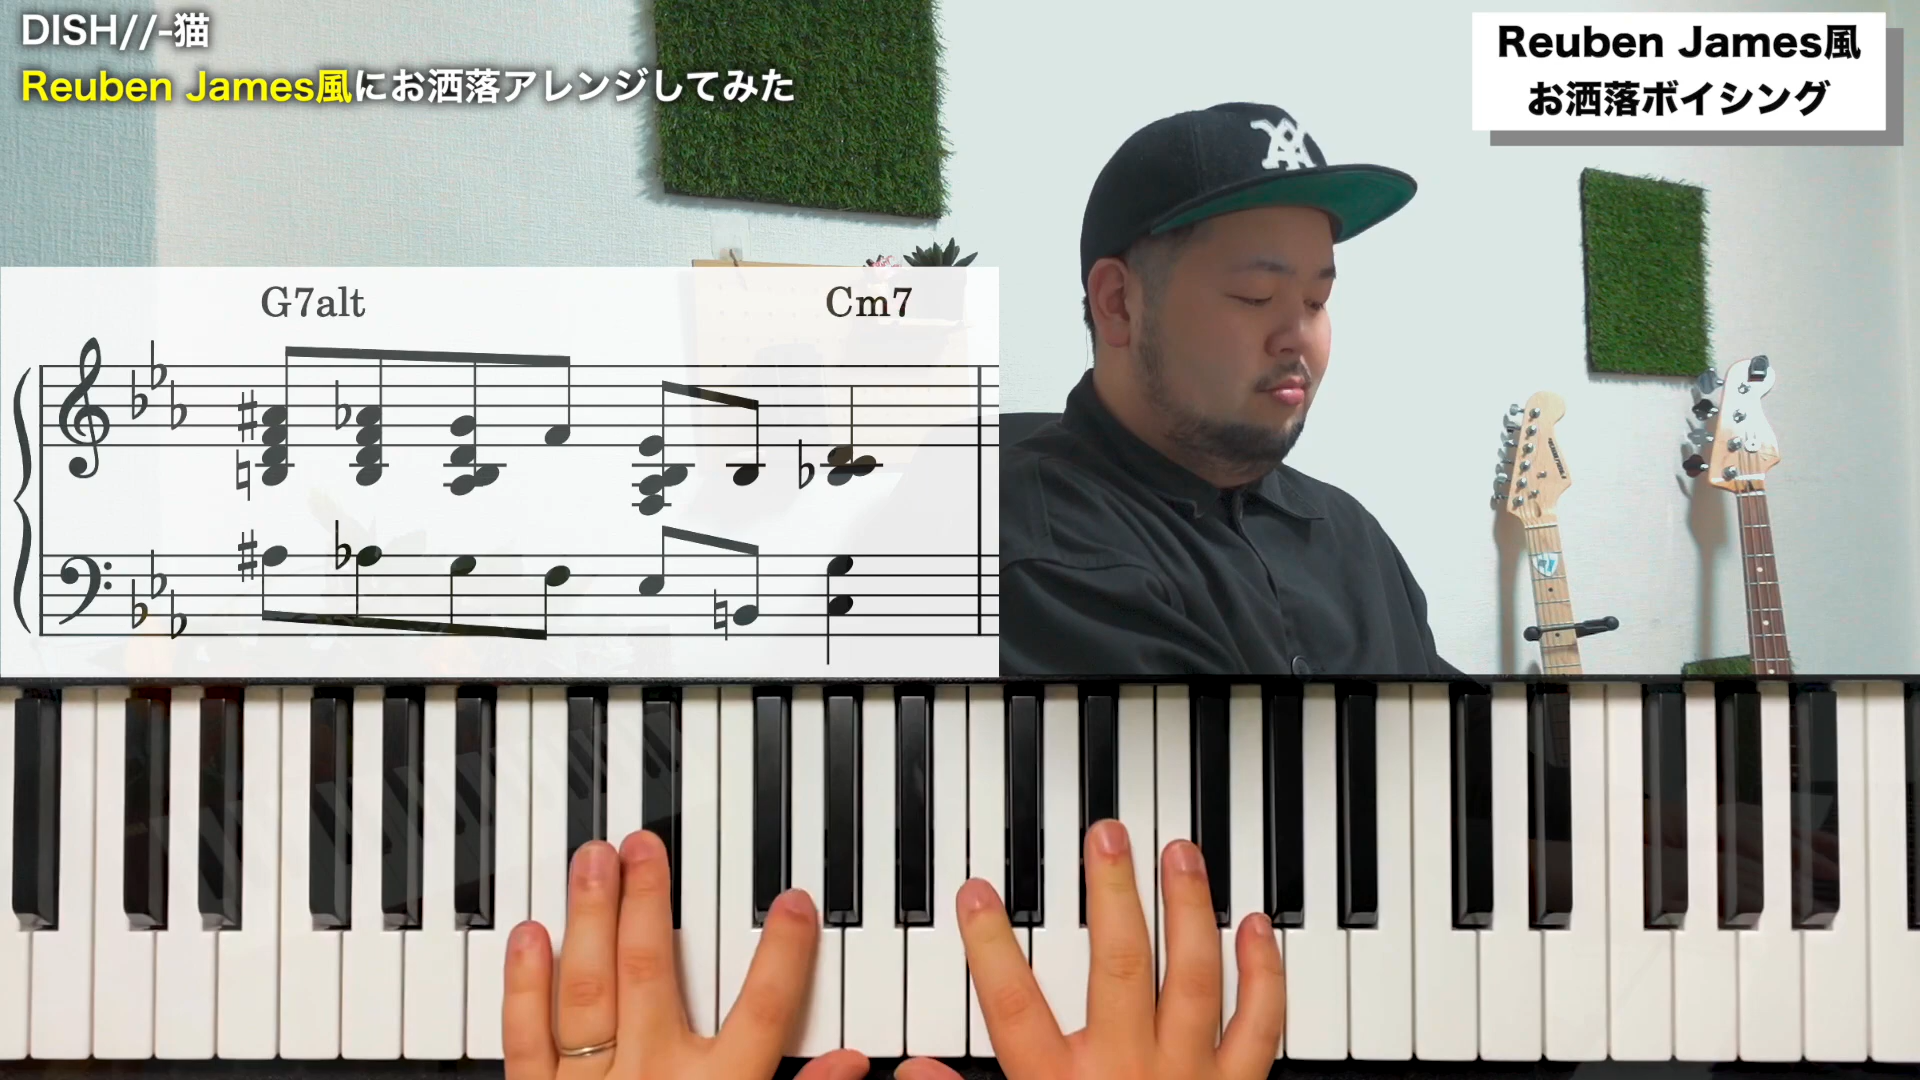 DISH//-猫
Reuben James風にお洒落アレンジしてみた
Reuben James風
お洒落ボイシング
G7alt
Cm7